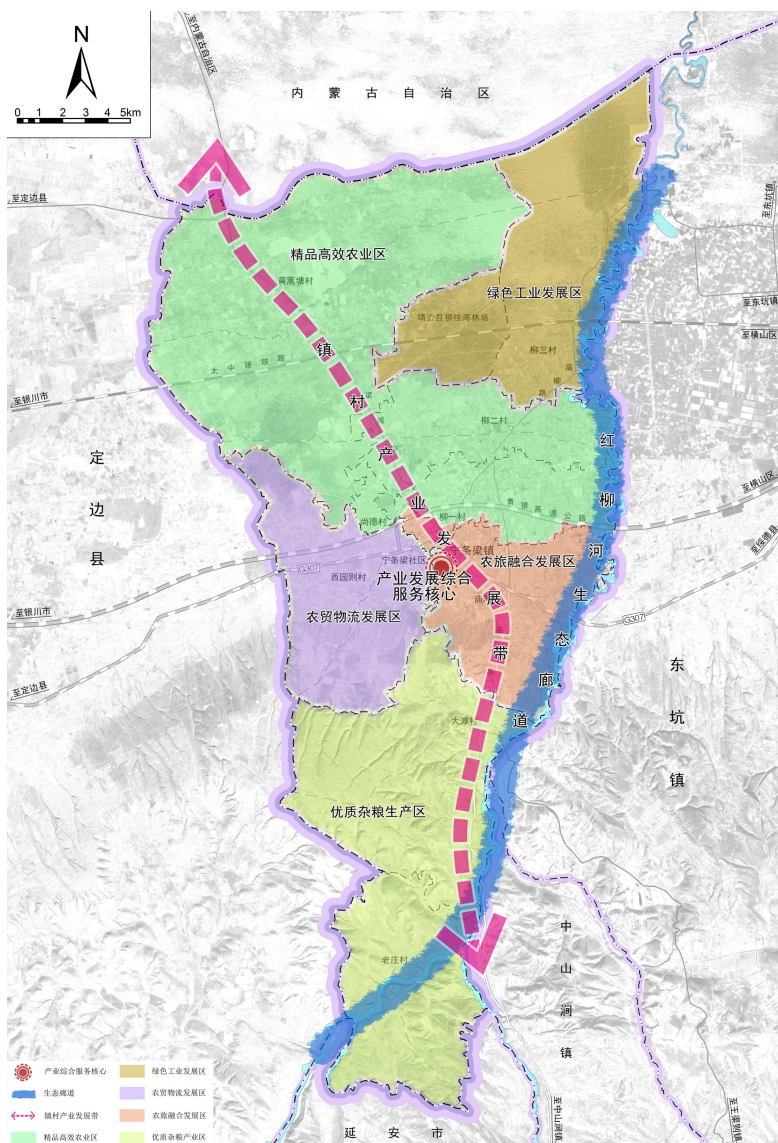 N
0 1 2 3 4 5km
至内蒙古自治区
内蒙古自治区
至定边县
至东坑镇
精品高效农业区
黄蒿塘村
绿色工业发展区
至东坑镇
靖边县柳桂湾林场
至横山区
太中银铁路
柳三村
至银川市
柳二村
镇村产业发展带
红柳河生态廊道
定边县
至横山区
青银高速公路
尚德村
柳一村
至绥德县
宁条梁镇
宁条梁社区
农旅融合发展区
G307
产业发展综合
服务核心
西园则村
农贸物流发展区
至银川市
G307
东坑镇
至定边县
大滩村
优质杂粮生产区
中山涧镇
老庄村
产业综合服务核心
绿色工业发展区
生态廊道
农贸物流发展区
镇村产业发展带
农旅融合发展区
精品高效农业区
优质杂粮产业区
延安市
至中山涧镇
至王渠则镇